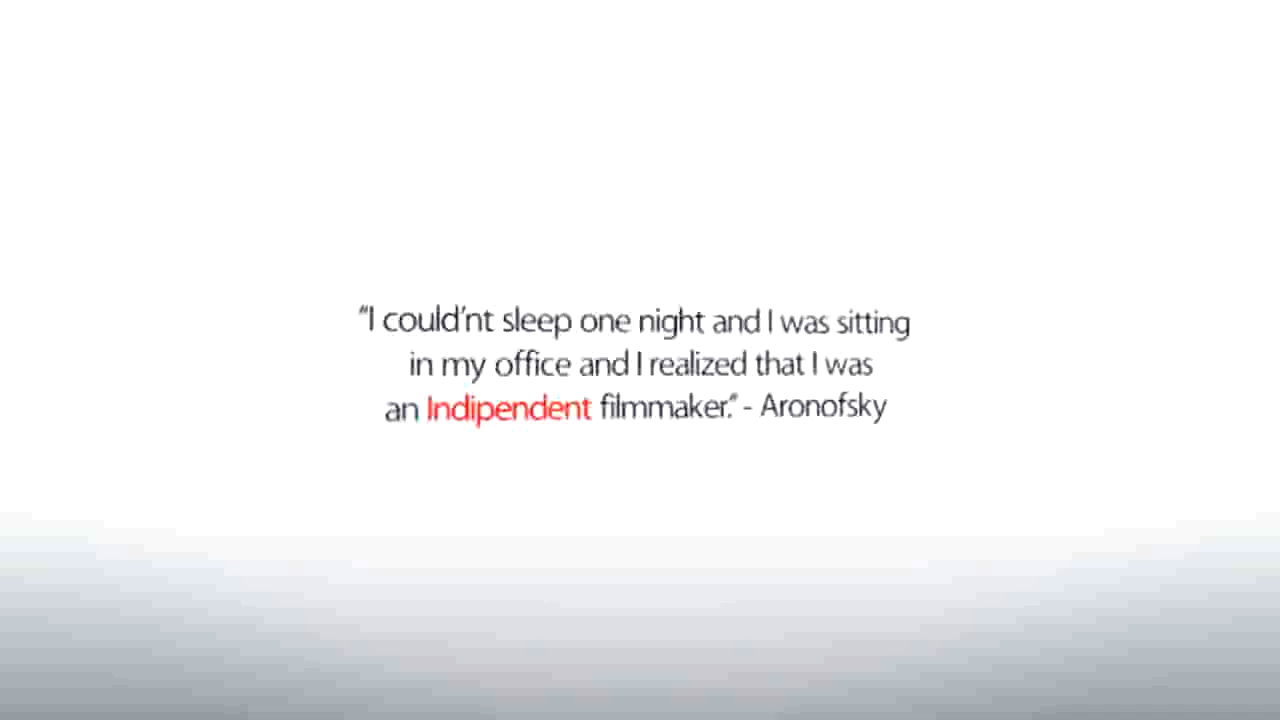 “I could’nt sleep one night and I was sitting
in my office and I realized that I was
an Indipendent filmmaker.” - Aronofsky